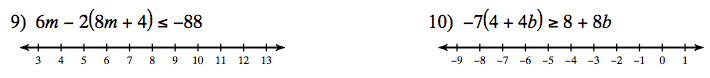 9) 6m − 2(8m + 4) ≤ −88
3 4 5 6 7 8 9 10 11 12 13
10) −7(4 + 4b) ≥ 8 + 8b
−9 −8 −7 −6 −5 −4 −3 −2 −1 0 1